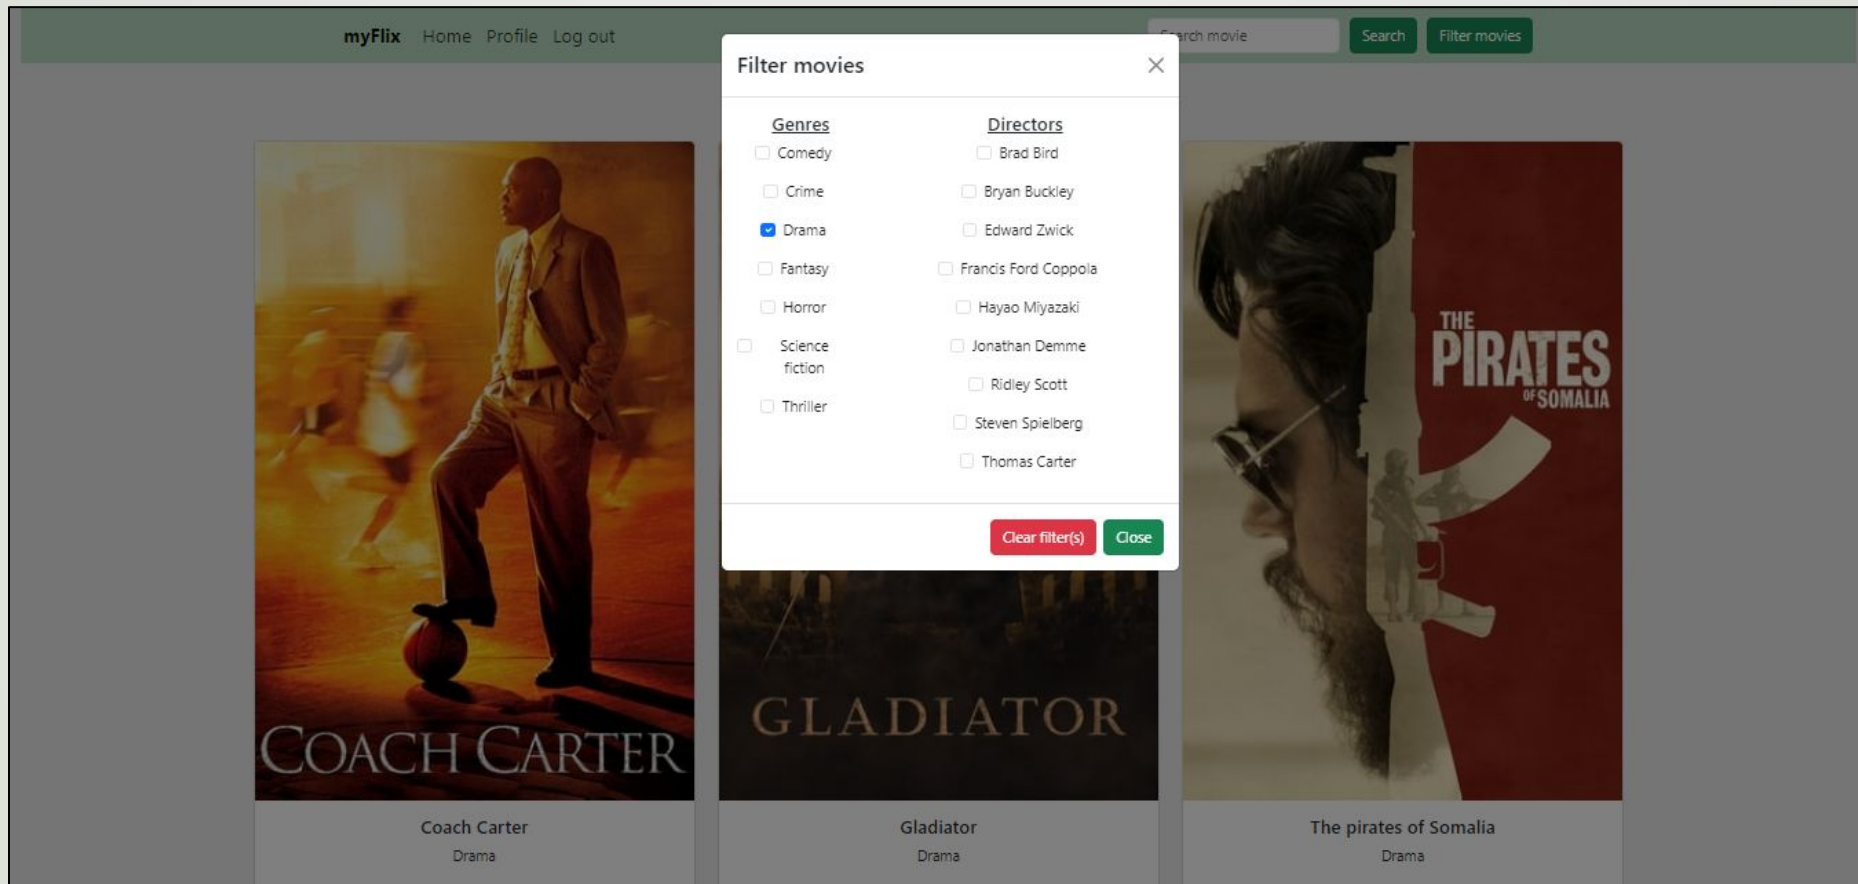 myFlix Home Profile Log out
Search movie Search Filter movies
Filter movies
Genres
Comedy
Crime
Drama
Fantasy
Horror
Science
fiction
Thriller
Directors
Brad Bird
Bryan Buckley
Edward Zwick
Francis Ford Coppola
Hayao Miyazaki
Jonathan Demme
Ridley Scott
Steven Spielberg
Thomas Carter
Clear filter(s) Close
COACH CARTER
GLADIATOR
THE
PIRATES
OF SOMALIA
Coach Carter
Drama
Gladiator
Drama
The pirates of Somalia
Drama